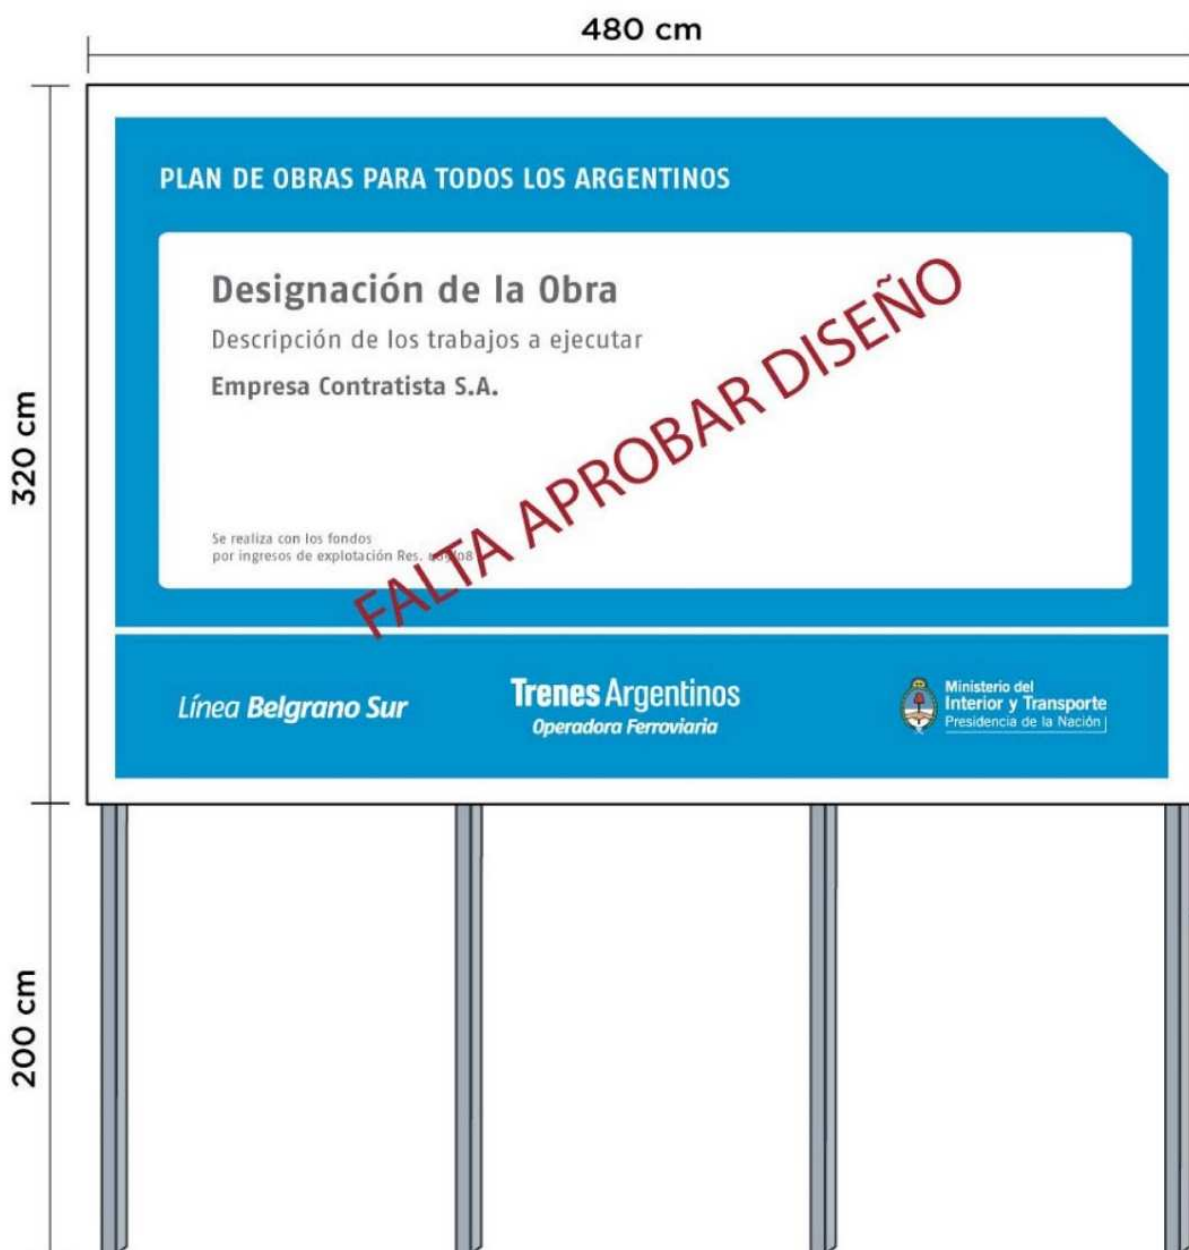 480 cm
PLAN DE OBRAS PARA TODOS LOS ARGENTINOS
Designación de la Obra
Descripción de los trabajos a ejecutar
Empresa Contratista S.A.
FALTA APROBAR DISEÑO
320 cm
Se realiza con los fondos
por ingresos de explotación Res.
Línea Belgrano Sur
Trenes Argentinos
Operadora Ferroviaria
Ministerio del
Interior y Transporte
Presidencia de la Nación
200 cm